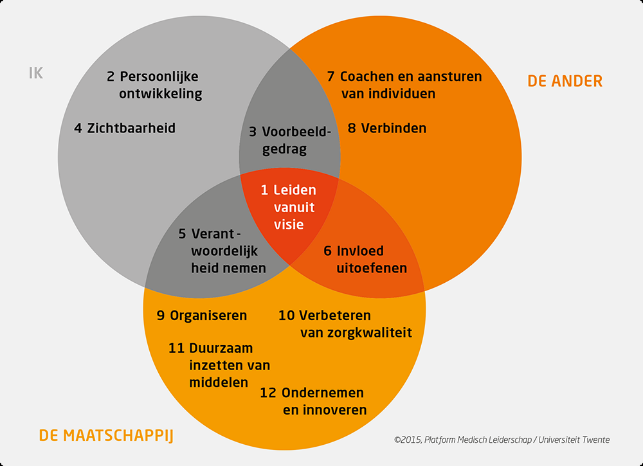 IK
2 Persoonlijke
ontwikkeling
4 Zichtbaarheid
3 Voorbeeld-
gedrag
7 Coachen en aansturen
van individuen
8 Verbinden
DE ANDER
1 Leiden
vanuit
visie
5 Verant-
woordelijk
heid nemen
6 Invloed
uitoefenen
9 Organiseren
10 Verbeteren
van zorgkwaliteit
11 Duurzaam
inzetten van
middelen
12 Ondernemen
en innoveren
DE MAATSCHAPPIJ
©2015, Platform Medisch Leiderschap / Universiteit Twente